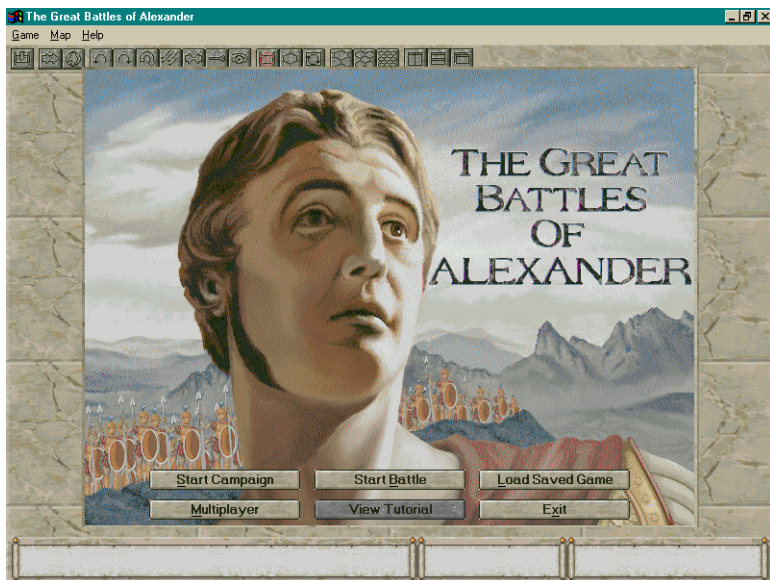 The Great Battles of Alexander
Game Map Help
THE GREAT
BATTLES
OF
ALEXANDER
Start Campaign
Start Battle
Load Saved Game
Multiplayer
View Tutorial
Exit